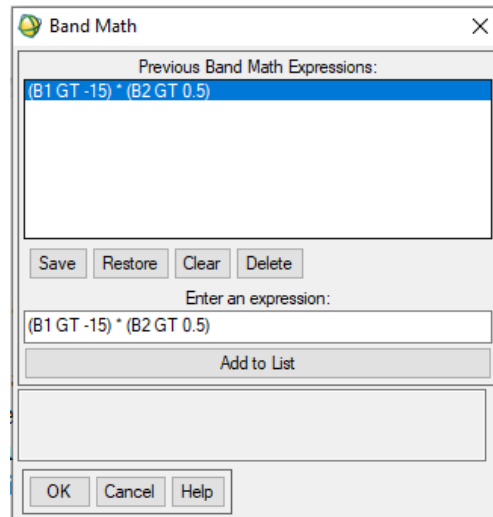 Band Math
Previous Band Math Expressions:
(B1 GT -15) * (B2 GT 0.5)
Save Restore Clear Delete
Enter an expression:
(B1 GT -15) * (B2 GT 0.5)
Add to List
OK Cancel Help